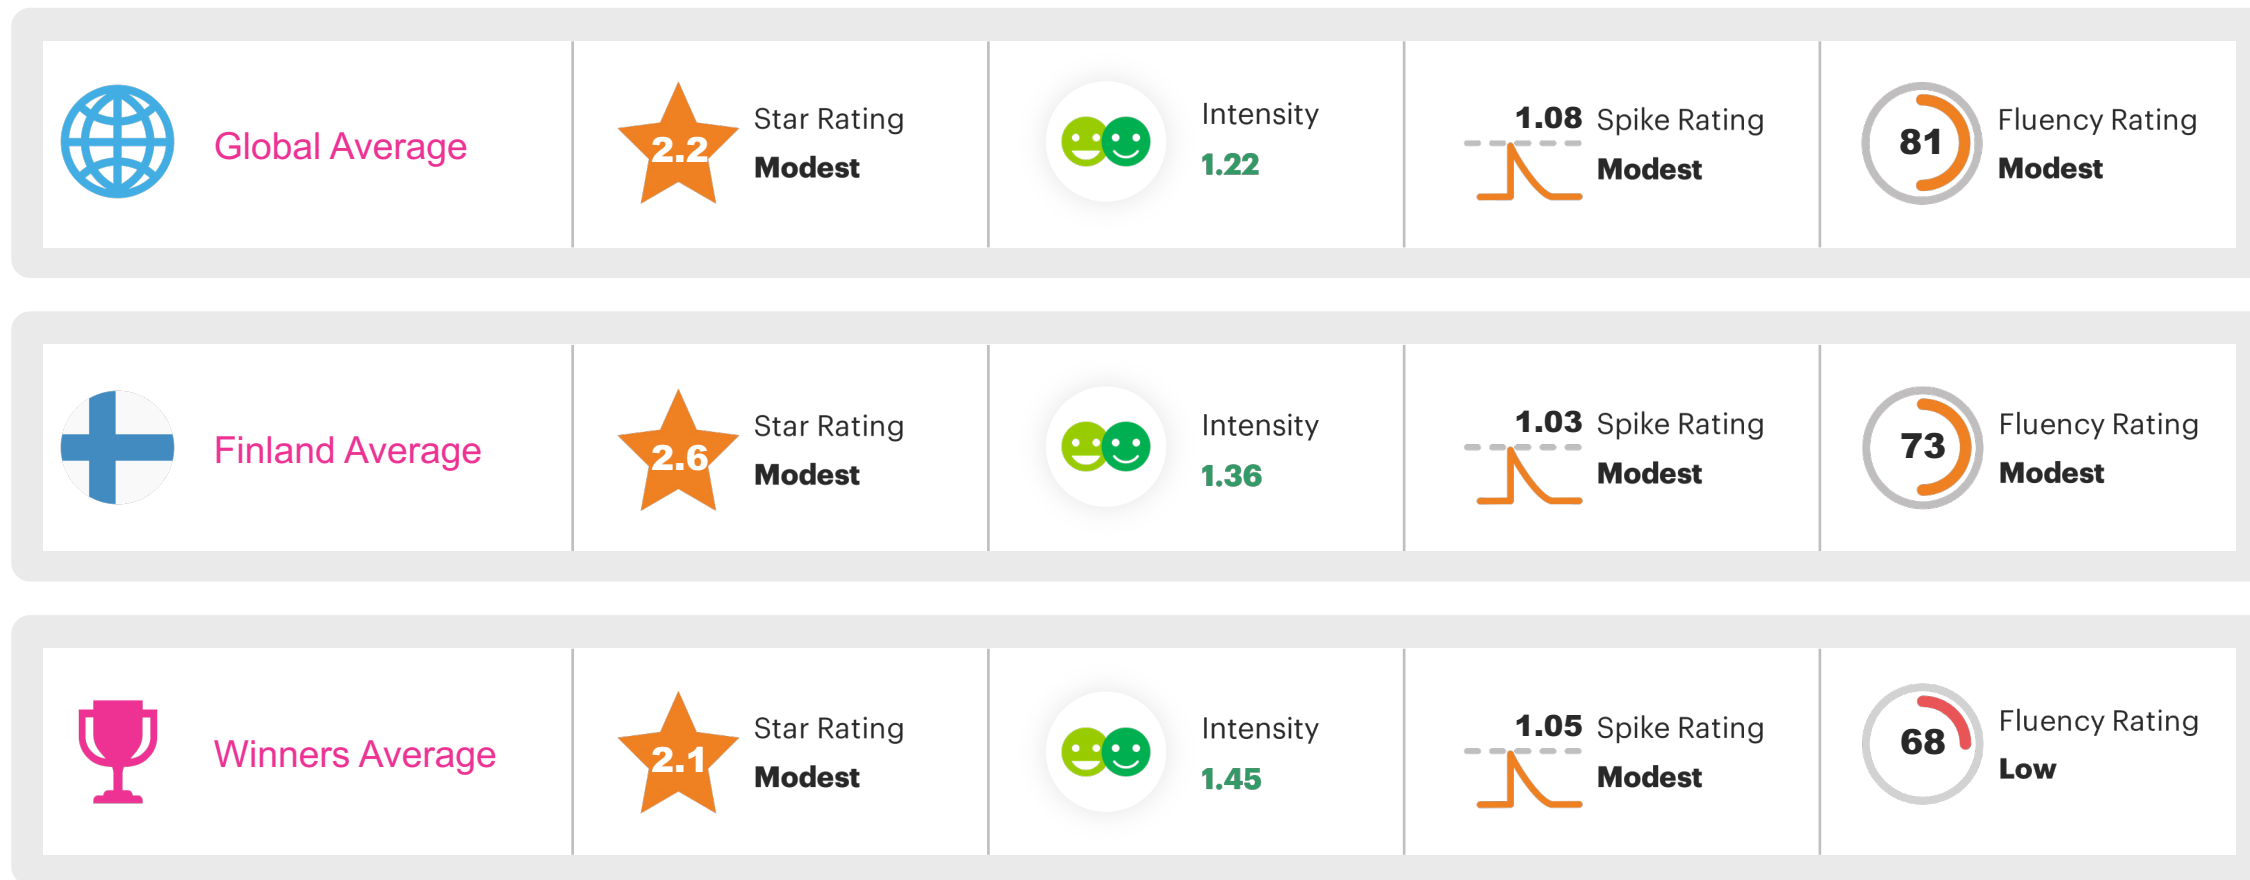 Global Average
2.2
Star Rating
Modest
Intensity
1.22
1.08
Spike Rating
Modest
81
Fluency Rating
Modest
Finland Average
2.6
Star Rating
Modest
Intensity
1.36
1.03
Spike Rating
Modest
73
Fluency Rating
Modest
Winners Average
2.1
Star Rating
Modest
Intensity
1.45
1.05
Spike Rating
Modest
68
Fluency Rating
Low